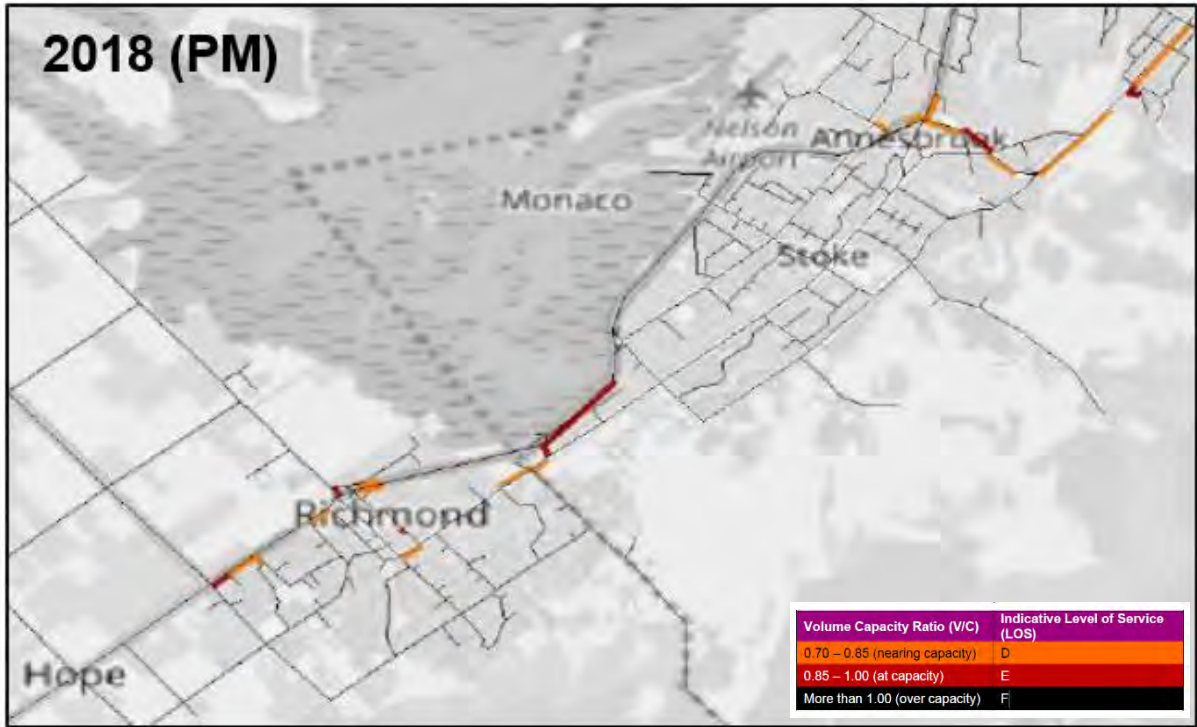 2018 (PM)
Nelson
Airport
Annesbrook
Monaco
Stoke
Richmond
Hope
Volume Capacity Ratio (V/C) Indicative Level of Service
(LOS)
0.70 – 0.85 (nearing capacity) D
0.85 – 1.00 (at capacity) E
More than 1.00 (over capacity) F